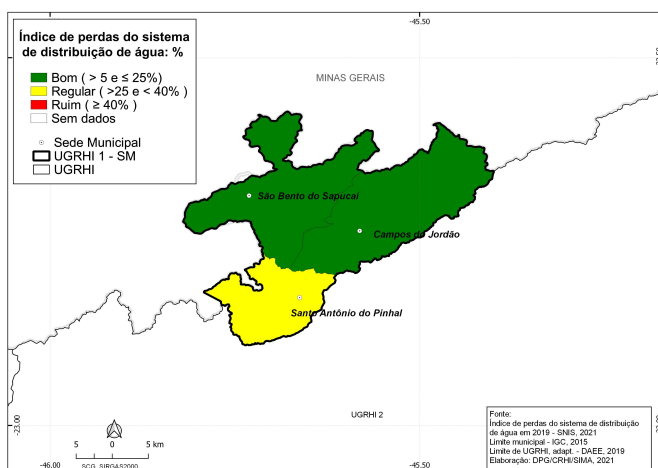 -45.50
Índice de perdas do sistema
de distribuição de água: %
Bom ( > 5 e ≤ 25%)
Regular ( >25 e < 40% )
Ruim ( ≥ 40% )
Sem dados
Sede Municipal
UGRHI 1 - SM
UGRHI
MINAS GERAIS
São Bento do Sapucaí
Campos do Jordão
Santo Antônio do Pinhal
UGRHI 2
-23.00
5 0 5 km
SCG, SIRGAS2000
Fonte:
Índice de perdas do sistema de distribuição
de água em 2019 - SNIS, 2021
Limite municipal - IGC, 2015
Limite de UGRHI, adapt. - DAEE, 2019
Elaboração: DPG/CRHI/SIMA, 2021
-46.00
-45.50